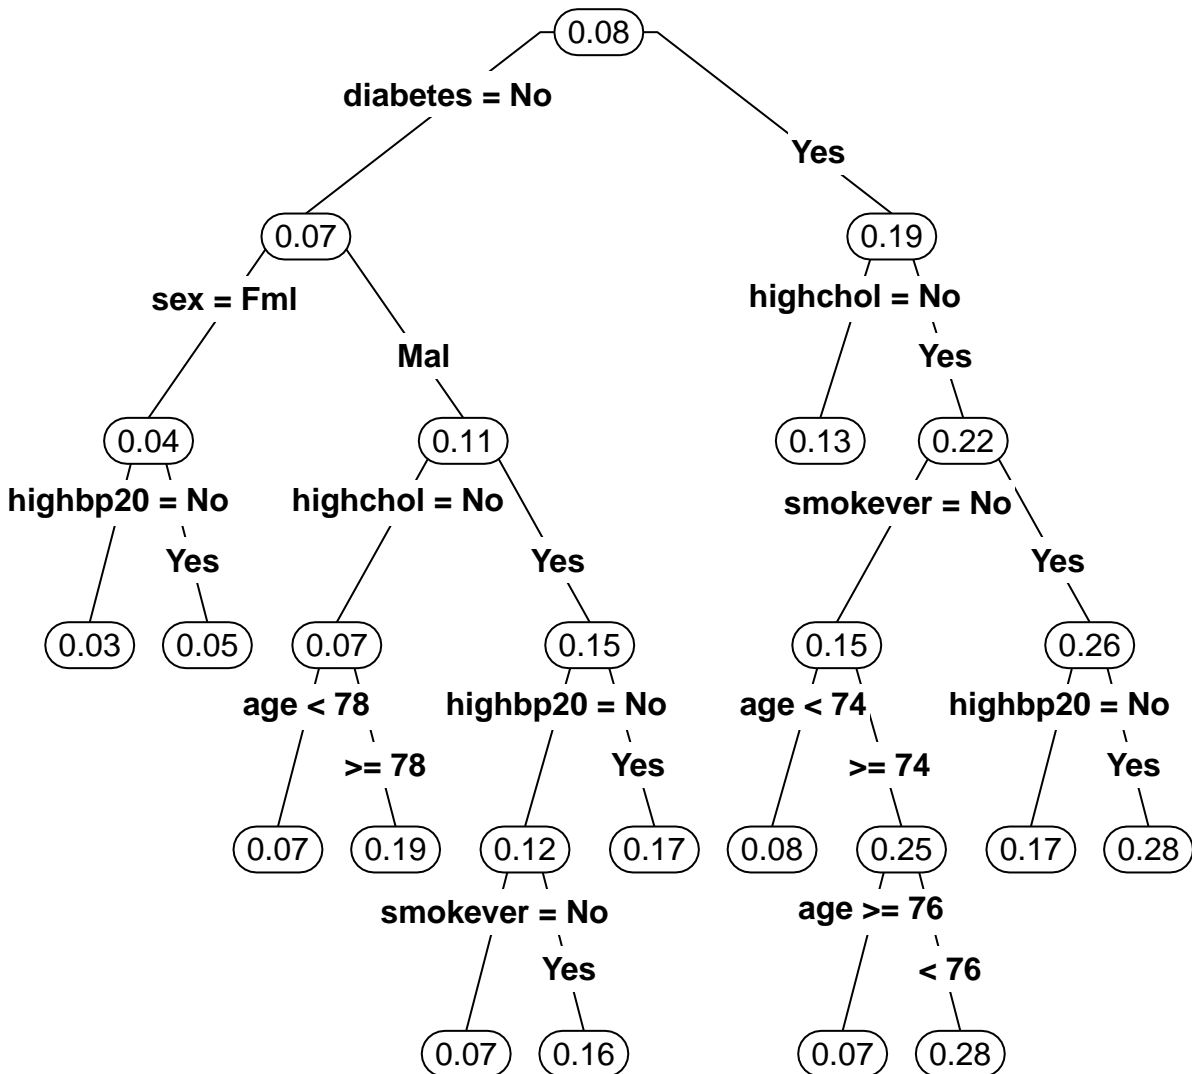 0.08
diabetes = No
Yes
0.07
0.19
sex = Fml
highchol = No
Mal
Yes
0.04
0.11
0.13
0.22
highbp20 = No
highchol = No
smokever = No
Yes
Yes
Yes
0.03
0.05
0.07
0.15
0.15
0.26
age < 78
highbp20 = No
age < 74
highbp20 = No
>= 78
Yes
>= 74
Yes
0.07
0.19
0.12
0.17
0.08
0.25
0.17
0.28
smokever = No
age >= 76
Yes
< 76
0.07
0.16
0.07
0.28